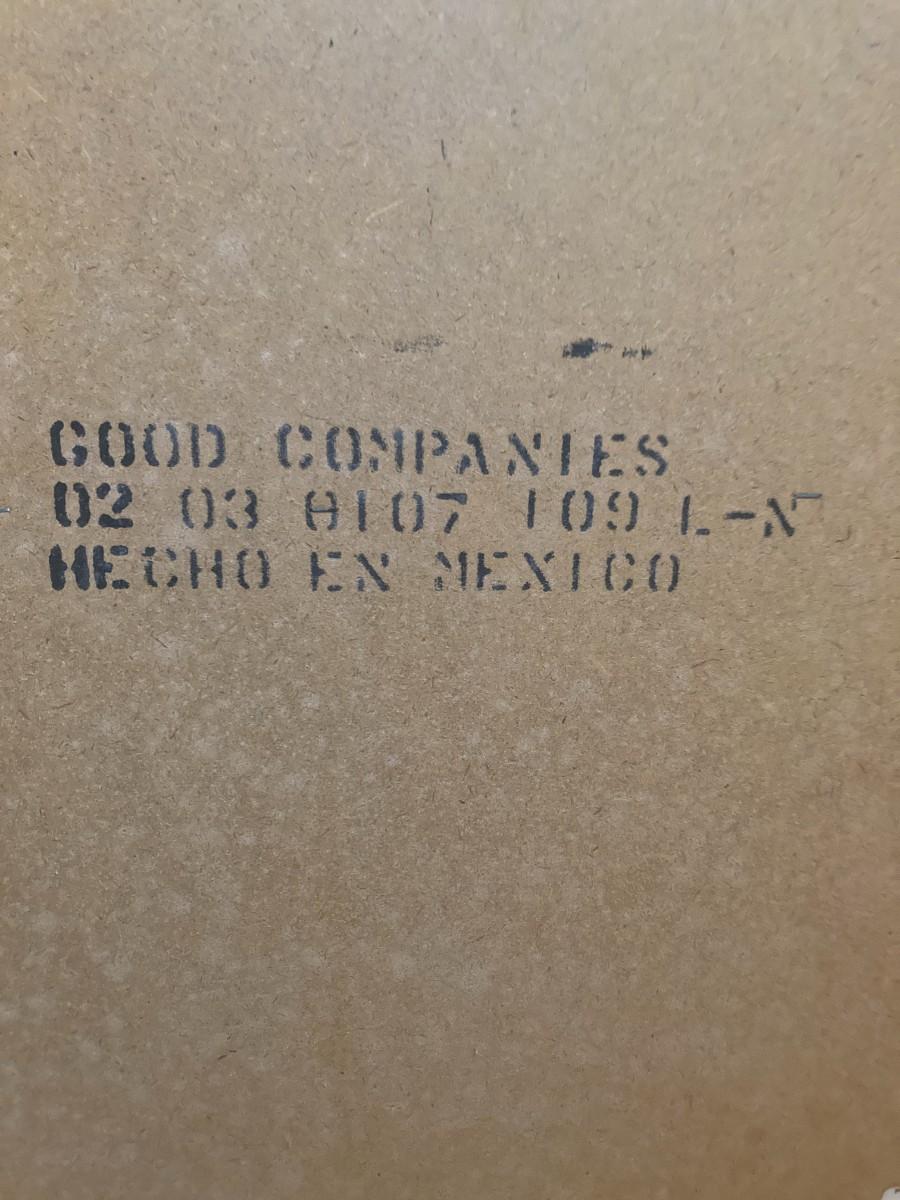 GOOD COMPANIES
02 03 0107 109 L-N
HECHO EN MEXICO